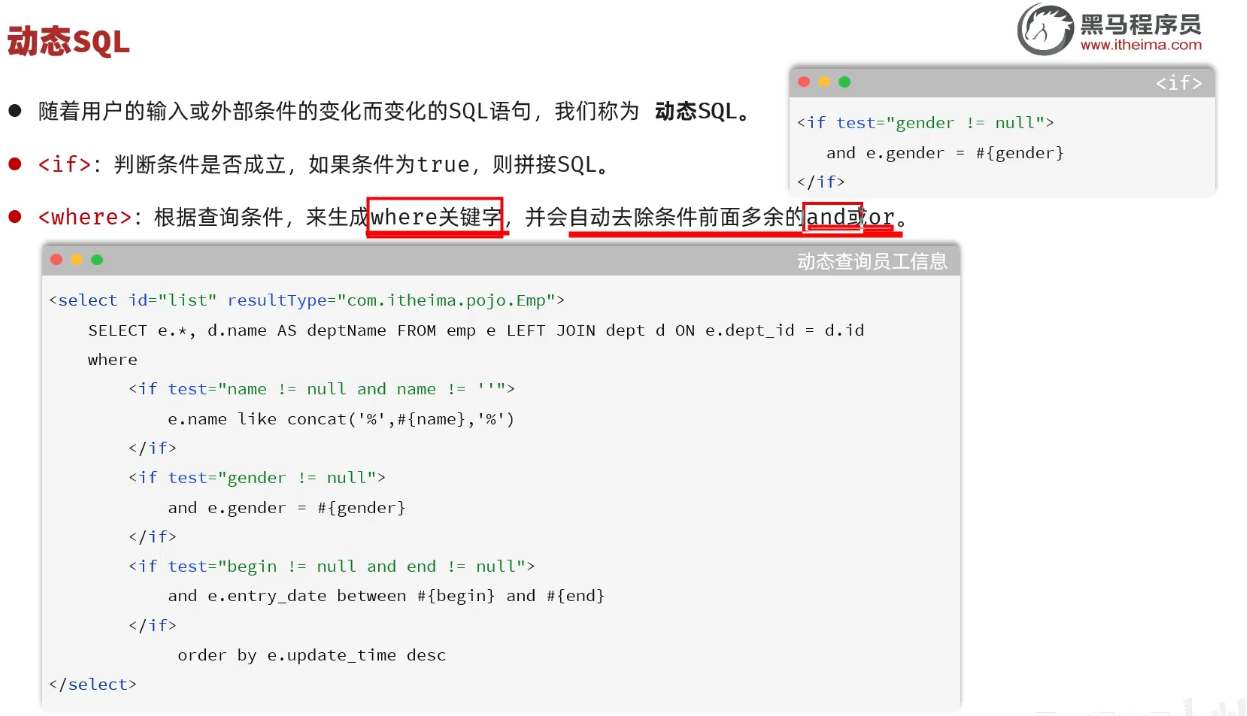 动态SQL
黑马程序员
www.itheima.com
● 随着用户的输入或外部条件的变化而变化的SQL语句，我们称为 动态SQL。
● <if>：判断条件是否成立，如果条件为true，则拼接SQL。
● <where>：根据查询条件，来生成where关键字，并会自动去除条件前面多余的and或or。
<if>
<if test="gender != null">
and e.gender = #{gender}
</if>
动态查询员工信息
<select id="list" resultType="com.itheima.pojo.Emp">
SELECT e.*, d.name AS deptName FROM emp e LEFT JOIN dept d ON e.dept_id = d.id
where
<if test="name != null and name != ''">
e.name like concat('%',#{name},'%')
</if>
<if test="gender != null">
and e.gender = #{gender}
</if>
<if test="begin != null and end != null">
and e.entry_date between #{begin} and #{end}
</if>
order by e.update_time desc
</select>